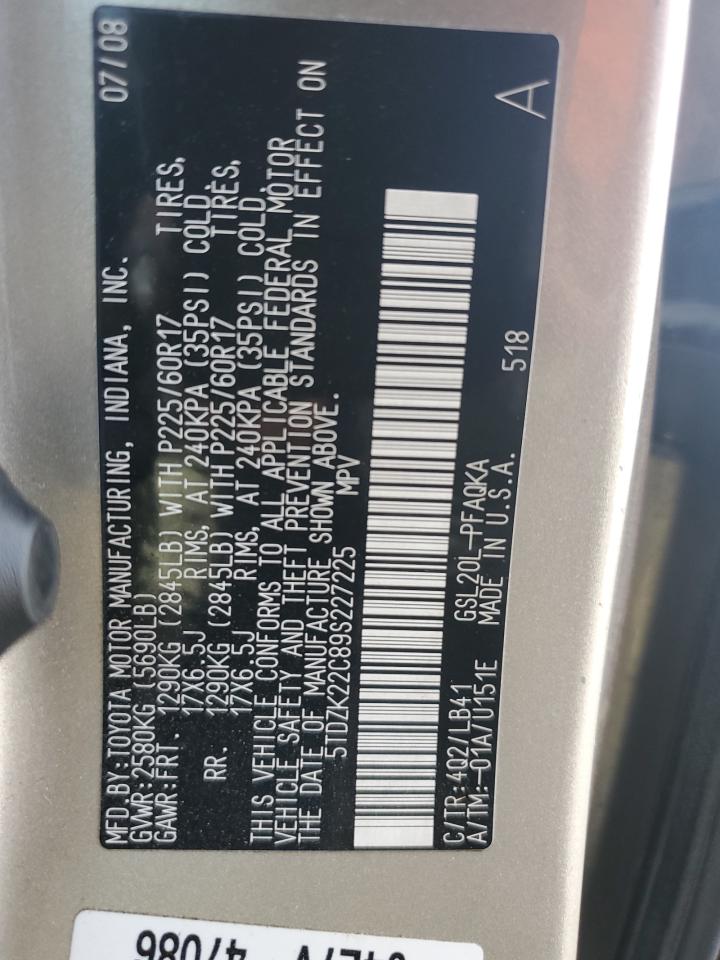 MFD.BY:TOYOTA MOTOR MANUFACTURING, INDIANA, INC. 07/08
GVWR:2580KG (5690LB)
GAWR:FRT. 1290KG (2845LB) WITH P225/60R17 TIRES,
17X6.5J RIMS, AT 240KPA (35PSI) COLD
RR. 1290KG (2845LB) WITH P225/60R17 TIRES,
17X6.5J RIMS, AT 240KPA (35PSI) COLD
THIS VEHICLE CONFORMS TO ALL APPLICABLE FEDERAL MOTOR
VEHICLE SAFETY AND THEFT PREVENTION STANDARDS IN EFFECT ON
THE DATE OF MANUFACTURE SHOWN ABOVE.
5TDZK22C89S227225 MPV
C/TR:4Q2/LB41 GSL20L-PFAQKA 518
A/TM:-01A/U151E MADE IN U.S.A. A
47086